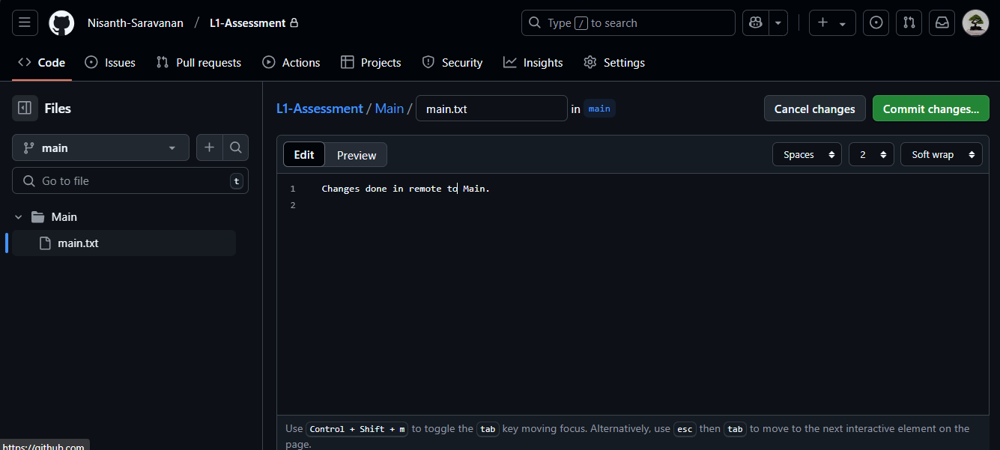 Nisanth-Saravanan / L1-Assessment
Type / to search
Code Issues Pull requests Actions Projects Security Insights Settings
Files
main
Go to file t
Main
main.txt
L1-Assessment / Main / main.txt in main
Cancel changes Commit changes...
Edit Preview
Spaces 2 Soft wrap
1 Changes done in remote to Main.
2
Use Control + Shift + m to toggle the tab key moving focus. Alternatively, use esc then tab to move to the next interactive element on the
page.
https://github.com